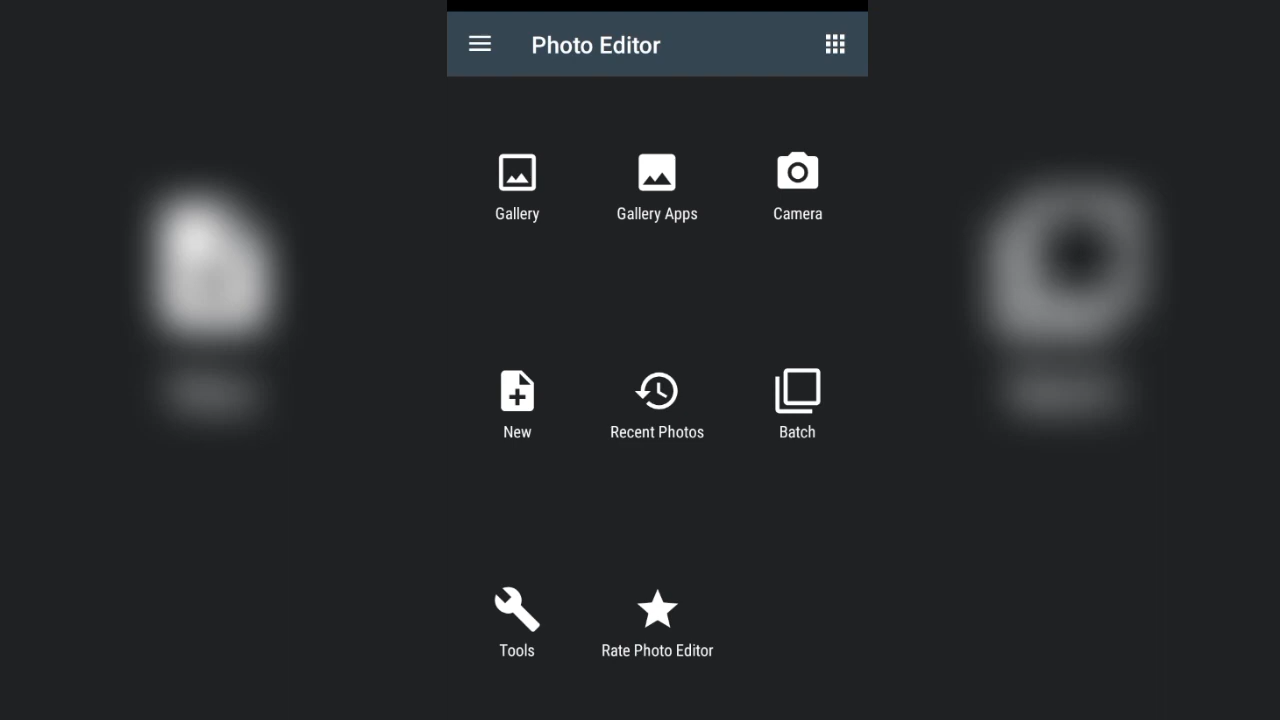 Photo Editor
Gallery
Gallery Apps
Camera
New
Recent Photos
Batch
Tools
Rate Photo Editor